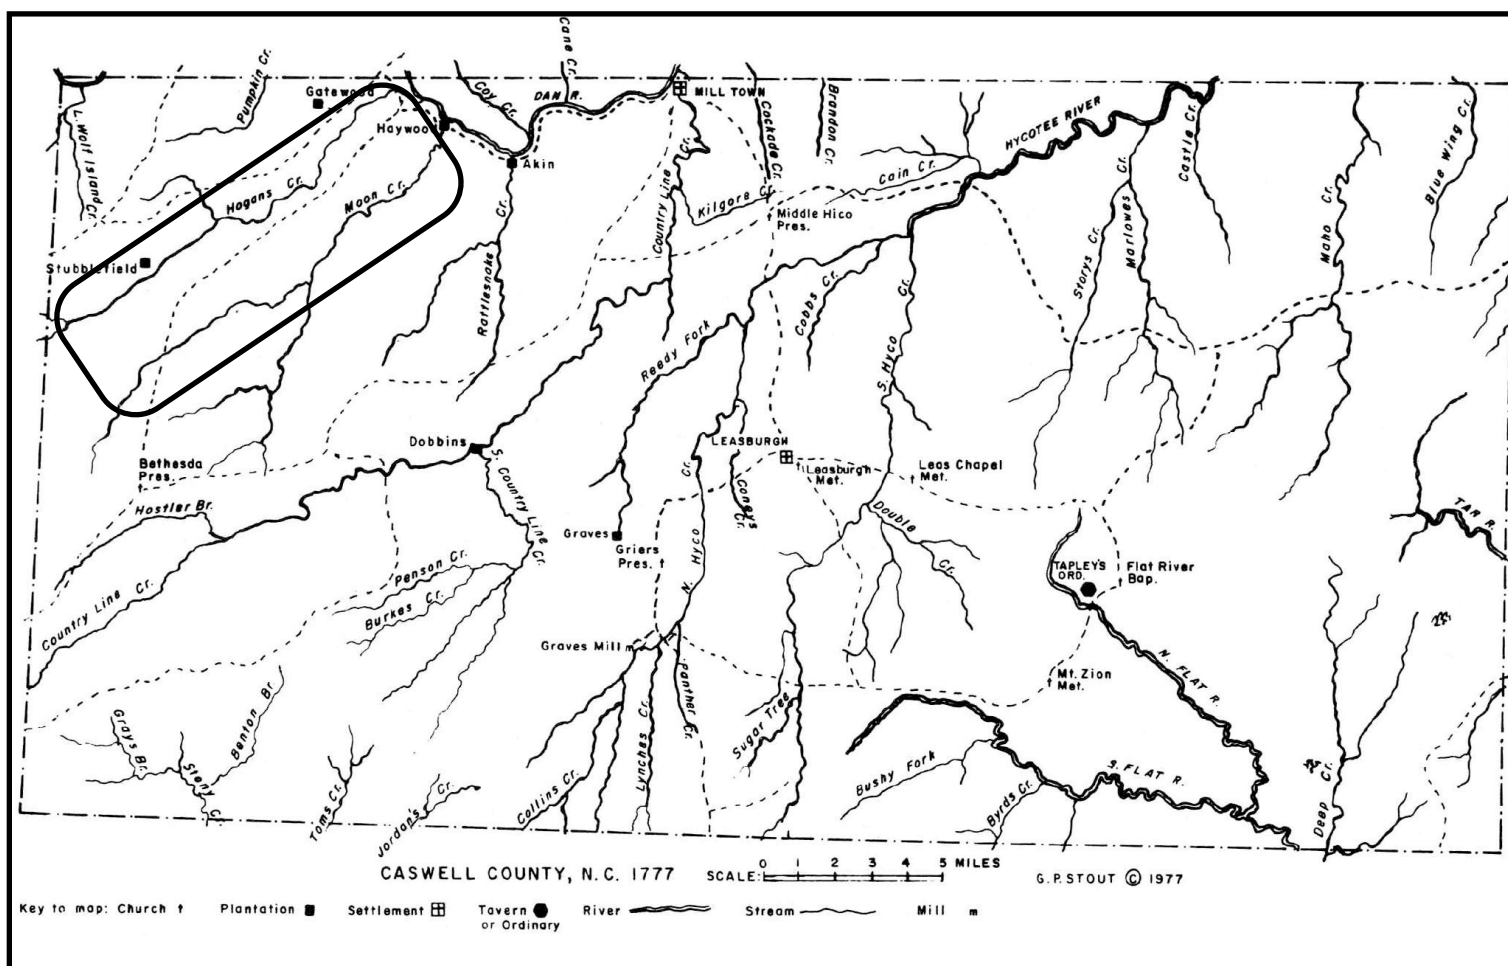 Cane Cr.
Pumpkin Cr.
Coy Cr.
DAN R.
MILL TOWN
Gatewood
Haywood
Akin
L. Wolf Island Cr.
Hogans Cr.
Moon Cr.
Stubblefield
Rattlesnake Cr.
Country Line Cr.
Kilgore Cr.
Cockade Cr.
Brandon Cr.
Cain Cr.
HYCOTEE RIVER
Castle Cr.
Marlowes Cr.
Storys Cr.
Maho Cr.
Blue Wing Cr.
Middle Hico
Pres.
Cobbs Cr.
S. Hyco Cr.
Reedy Fork
Dobbins
LEASBURGH
Leasburgh
Met.
Leas Chapel
Met.
Bethesda
Pres.
Hostler Br.
S. Country Line Cr.
Coneys Cr.
N. Hyco Cr.
Double Cr.
TAR R.
Graves
Griers
Pres.
TAPLEY'S
ORD.
Flat River
Bap.
Country Line Cr.
Penson Cr.
Burkes Cr.
Graves Mill m
Mt. Zion
Met.
N. FLAT R.
Panther Cr.
Sugar Tree
Grays Br.
Benton Br.
Stony C.
Toms Cr.
Jordan's Cr.
Collins Cr.
Lynches Cr.
Bushy Fork
Byrds Cr.
S. FLAT R.
Deep Cr.
CASWELL COUNTY, N.C. 1777
SCALE: 0 1 2 3 4 5 MILES
G.P. STOUT © 1977
Key to map: Church † Plantation Settlement Tavern River Stream Mill m
or Ordinary